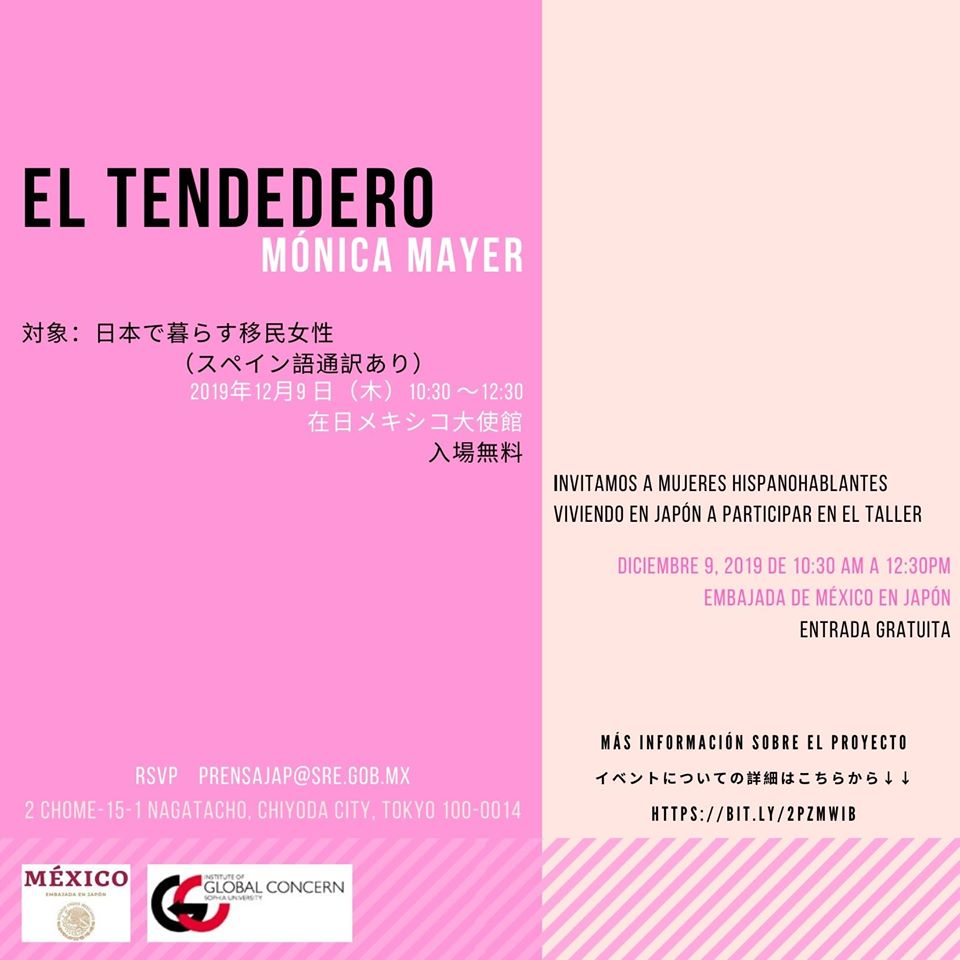 EL TENDEDERO
MÓNICA MAYER
対象：日本で暮らす移民女性
（スペイン語通訳あり）
2019年12月9日（木）10:30～12:30
在日メキシコ大使館
入場無料
INVITAMOS A MUJERES HISPANOHABLANTES
VIVIENDO EN JAPÓN A PARTICIPAR EN EL TALLER
DICIEMBRE 9, 2019 DE 10:30 AM A 12:30PM
EMBAJADA DE MÉXICO EN JAPÓN
ENTRADA GRATUITA
MÁS INFORMACIÓN SOBRE EL PROYECTO
イベントについての詳細はこちらから↓↓
HTTPS://BIT.LY/2PZMWIB
RSVP PRENSAJAP@SRE.GOB.MX
2 CHOME-15-1 NAGATACHO, CHIYODA CITY, TOKYO 100-0014
MÉXICO
EMBAJADA EN JAPÓN
INSTITUTE OF
GLOBAL CONCERN
SOPHIA UNIVERSITY